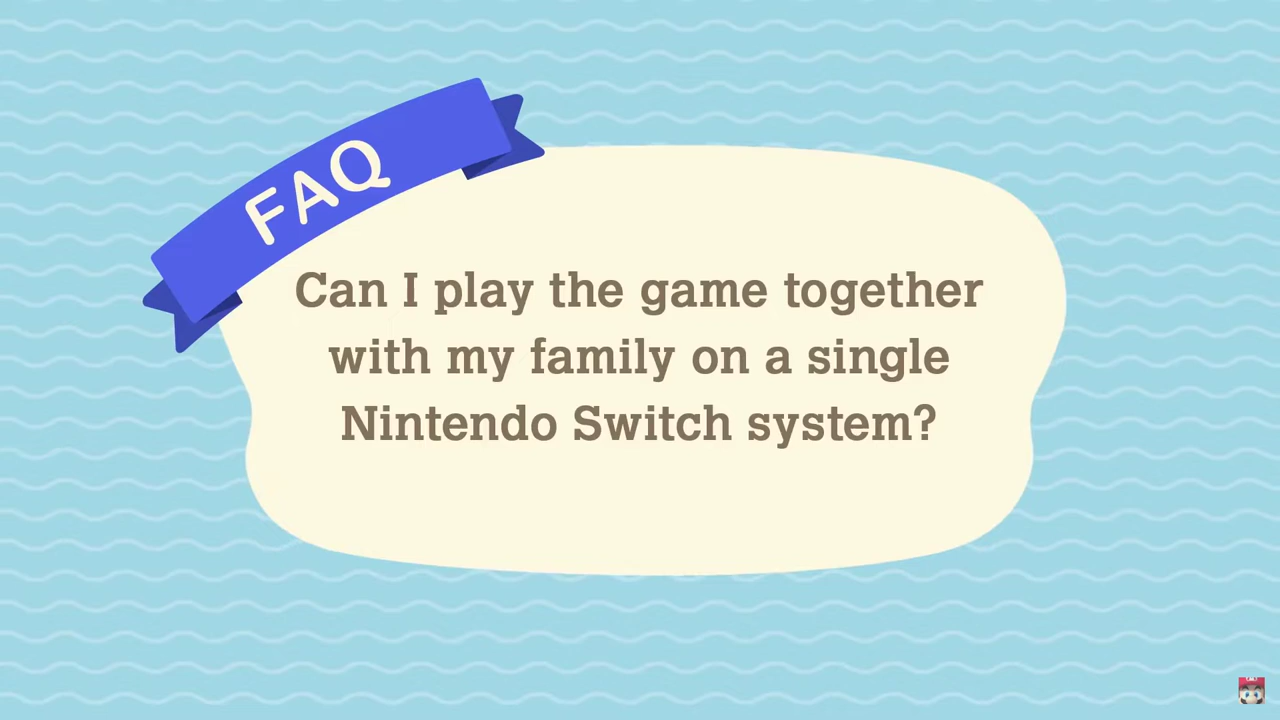 FAQ
Can I play the game together
with my family on a single
Nintendo Switch system?